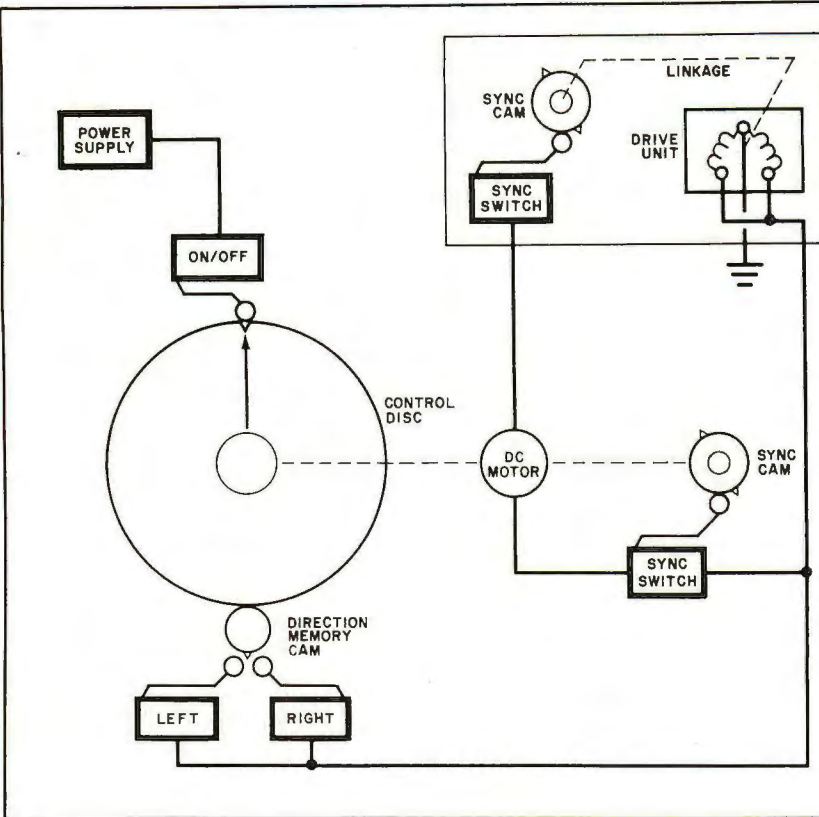 LINKAGE
SYNC
CAM
POWER
SUPPLY
DRIVE
UNIT
SYNC
SWITCH
ON/OFF
CONTROL
DISC
DC
MOTOR
SYNC
CAM
SYNC
SWITCH
DIRECTION
MEMORY
CAM
LEFT
RIGHT